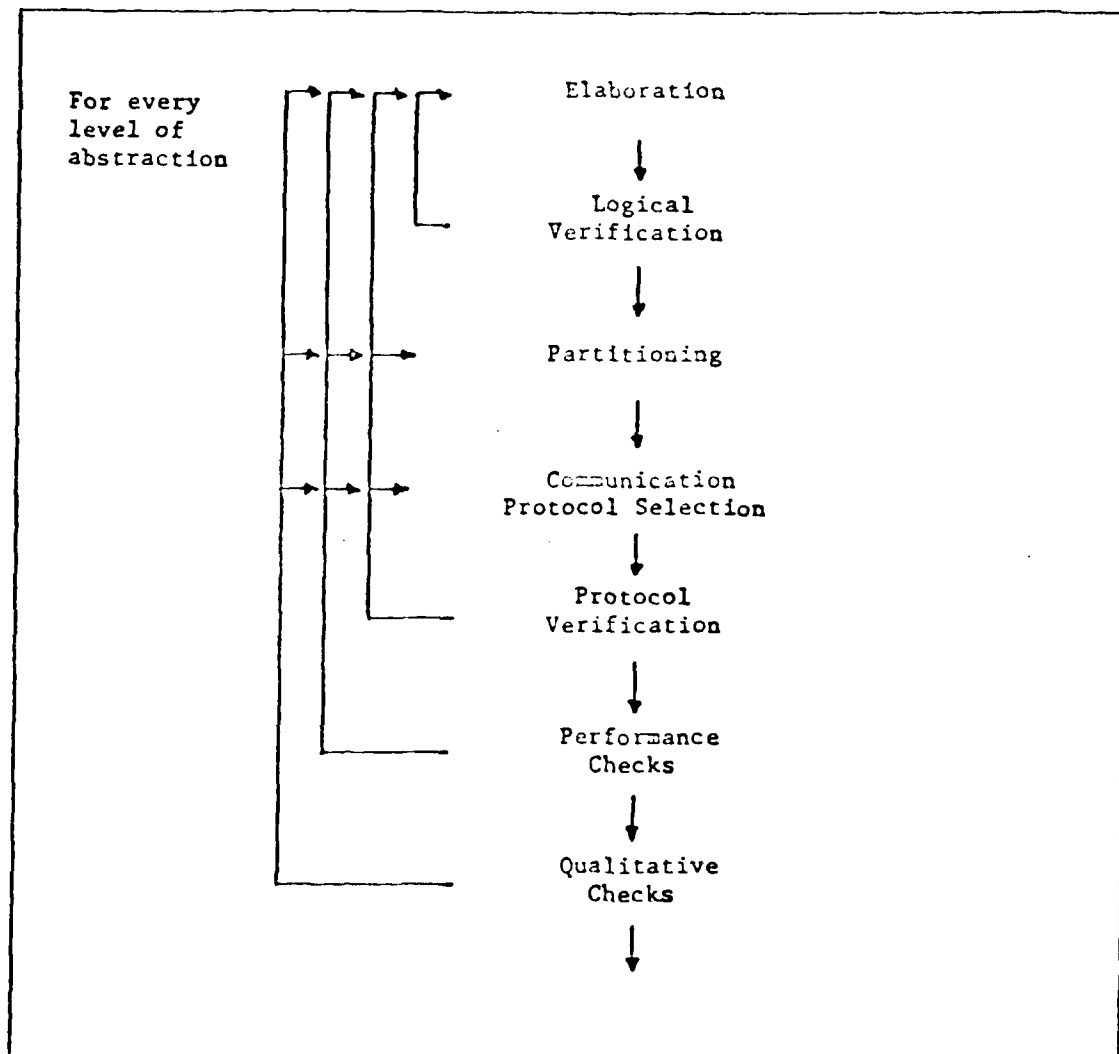 For every
level of
abstraction
Elaboration
Logical
Verification
Partitioning
Communication
Protocol Selection
Protocol
Verification
Performance
Checks
Qualitative
Checks